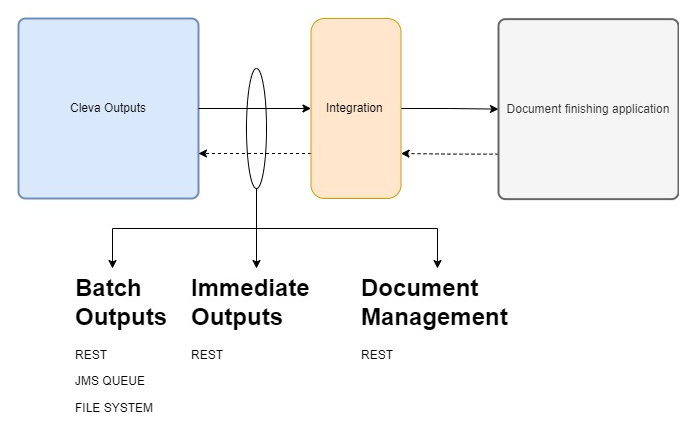 Cleva Outputs
Integration
Document finishing application
Batch
Outputs
REST
JMS QUEUE
FILE SYSTEM
Immediate
Outputs
REST
Document
Management
REST